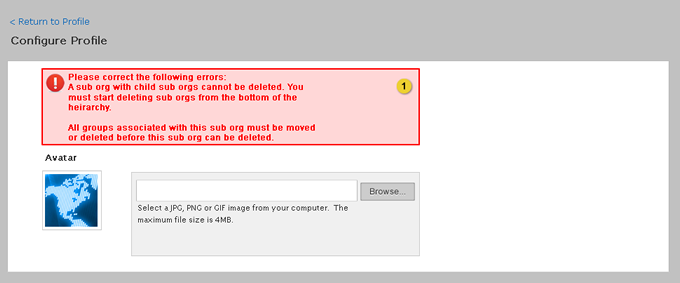 < Return to Profile
Configure Profile
Please correct the following errors:
A sub org with child sub orgs cannot be deleted. You
must start deleting sub orgs from the bottom of the
heirarchy.
1
All groups associated with this sub org must be moved
or deleted before this sub org can be deleted.
Avatar
Browse...
Select a JPG, PNG or GIF image from your computer. The
maximum file size is 4MB.